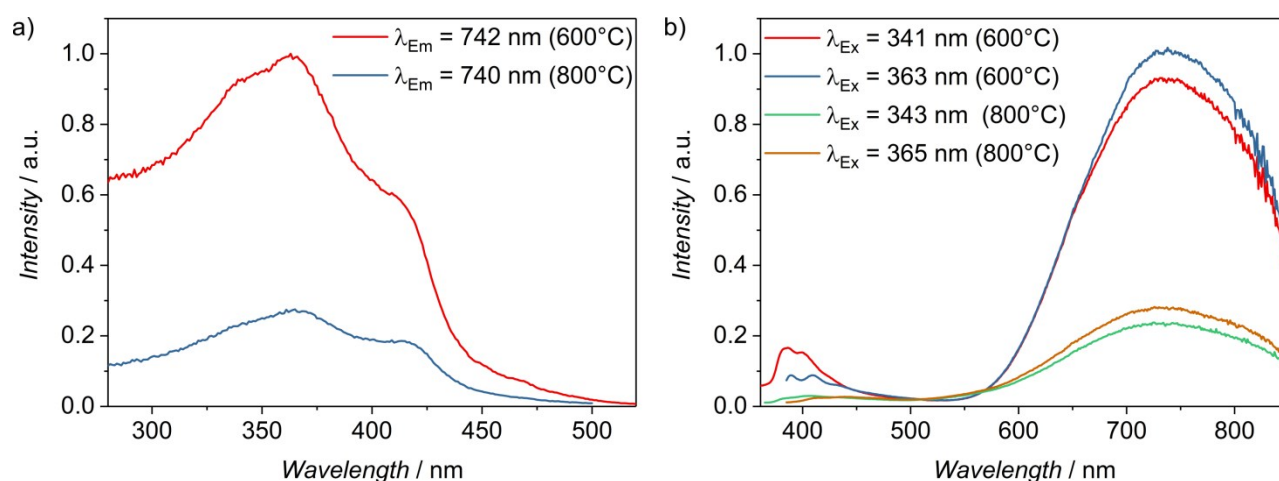 a)
λEm = 742 nm (600°C)
λEm = 740 nm (800°C)
1.0
0.8
0.6
0.4
0.2
0.0
Intensity / a.u.
300 350 400 450 500
Wavelength / nm
b)
λEx = 341 nm (600°C)
λEx = 363 nm (600°C)
λEx = 343 nm (800°C)
λEx = 365 nm (800°C)
1.0
0.8
0.6
0.4
0.2
0.0
Intensity / a.u.
400 500 600 700 800
Wavelength / nm